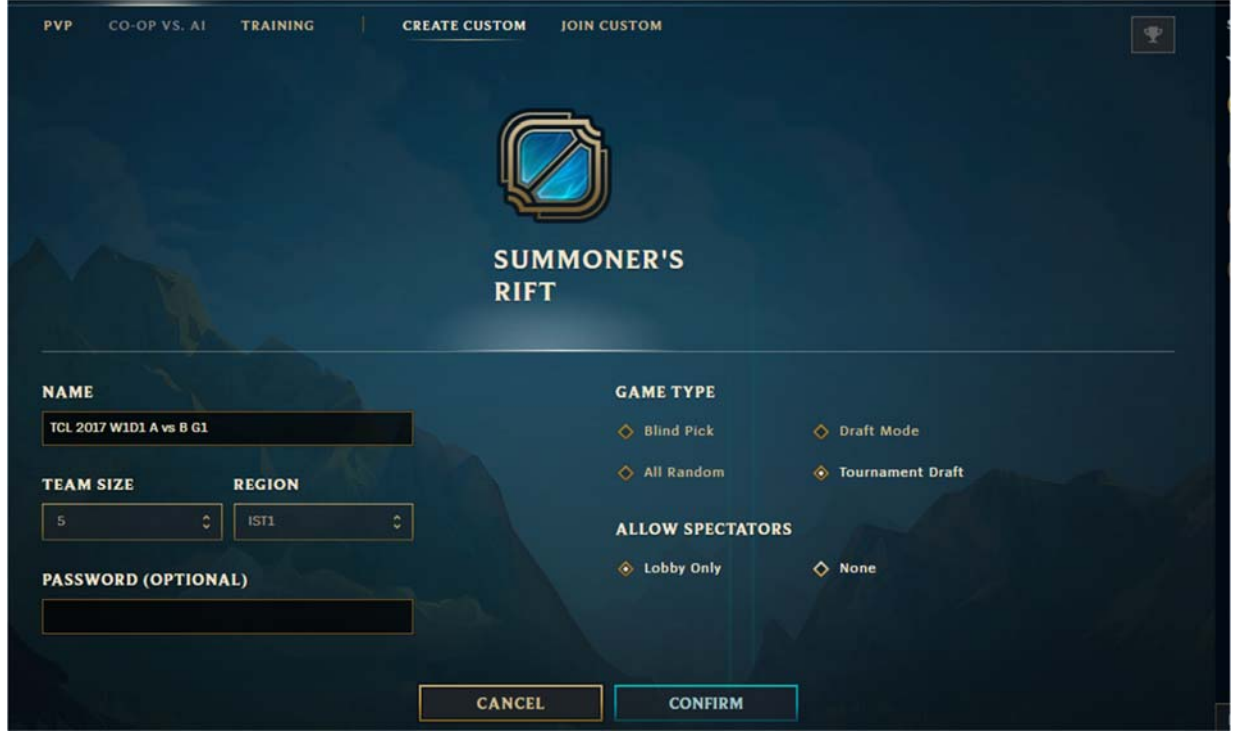 PVP CO-OP VS. AI TRAINING CREATE CUSTOM JOIN CUSTOM
SUMMONER'S
RIFT
NAME
TCL 2017 W1D1 A vs B G1
TEAM SIZE REGION
5 IST1
PASSWORD (OPTIONAL)
GAME TYPE
Blind Pick Draft Mode
All Random Tournament Draft
ALLOW SPECTATORS
Lobby Only None
CANCEL CONFIRM